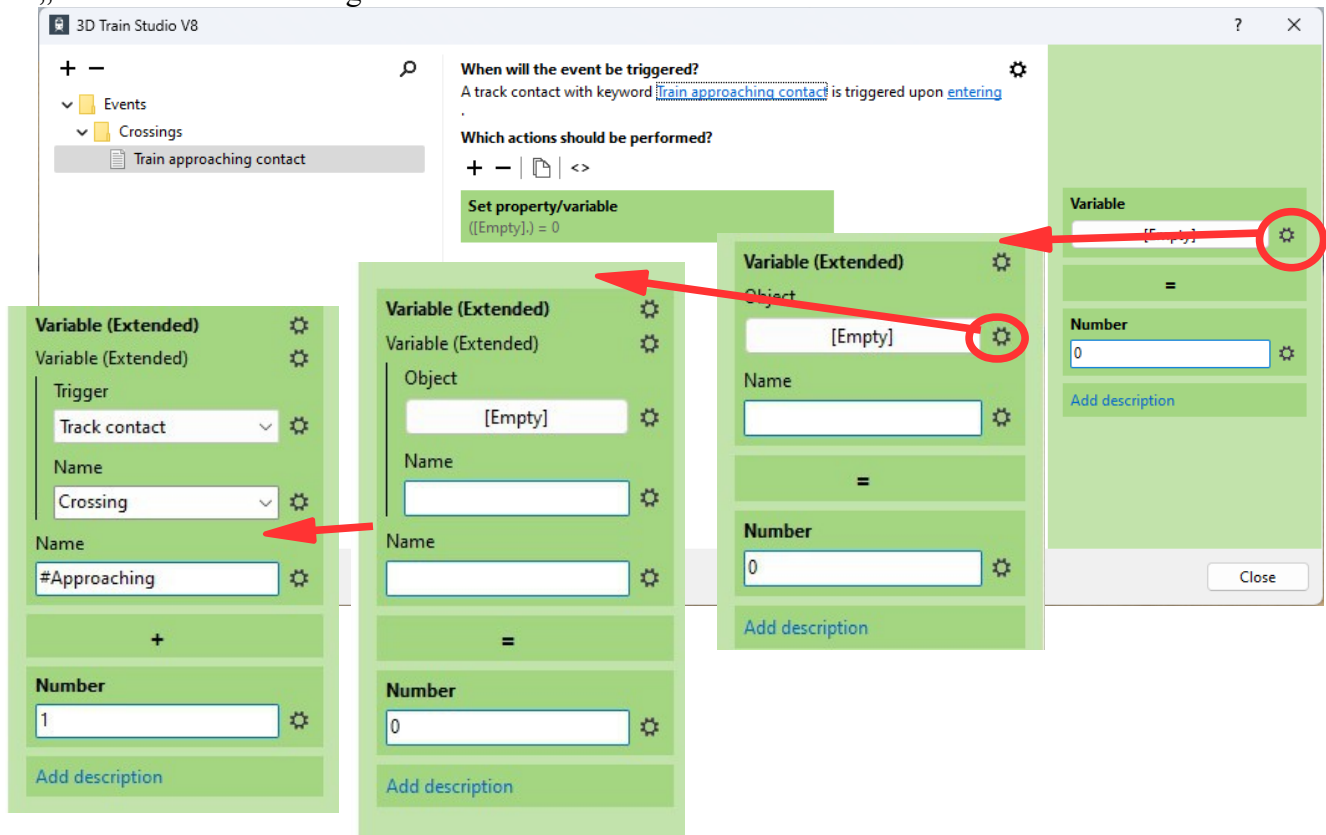 3D Train Studio V8
Events
Crossings
Train approaching contact
When will the event be triggered?
A track contact with keyword Train approaching contact is triggered upon entering
.
Which actions should be performed?
Set property/variable
([Empty].) = 0
Variable
[Empty]
=
Number
0
Add description
Close
Variable (Extended)
Object
[Empty]
Name
=
Number
0
Add description
Variable (Extended)
Variable (Extended)
Object
[Empty]
Name
Name
=
Number
0
Add description
Variable (Extended)
Variable (Extended)
Trigger
Track contact
Name
Crossing
Name
#Approaching
+
Number
1
Add description